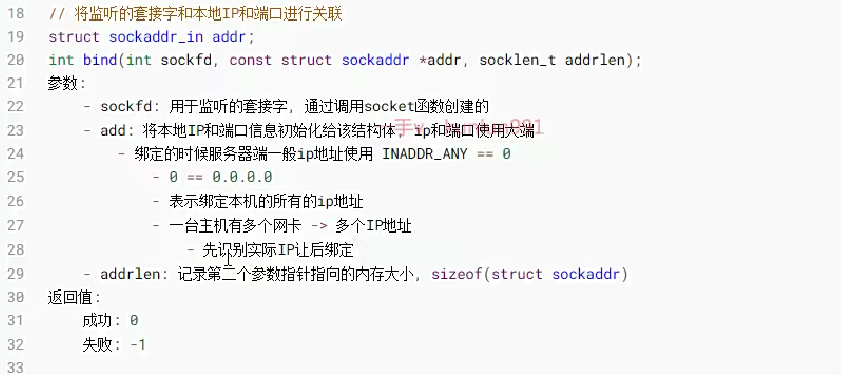 18 // 将监听的套接字和本地IP和端口进行关联
19 struct sockaddr_in addr;
20 int bind(int sockfd, const struct sockaddr *addr, socklen_t addrlen);
21 参数:
22 - sockfd: 用于监听的套接字, 通过调用socket函数创建的
23 - add: 将本地IP和端口信息初始化给该结构体, ip和端口使用大端
24 - 绑定的时候服务器端一般ip地址使用 INADDR_ANY == 0
25 - 0 == 0.0.0.0
26 - 表示绑定本机的所有的ip地址
27 - 一台主机有多个网卡 -> 多个IP地址
28 - 先识别实际IP让后绑定
29 - addrlen: 记录第二个参数指针指向的内存大小, sizeof(struct sockaddr)
30 返回值:
31 成功: 0
32 失败: -1
33